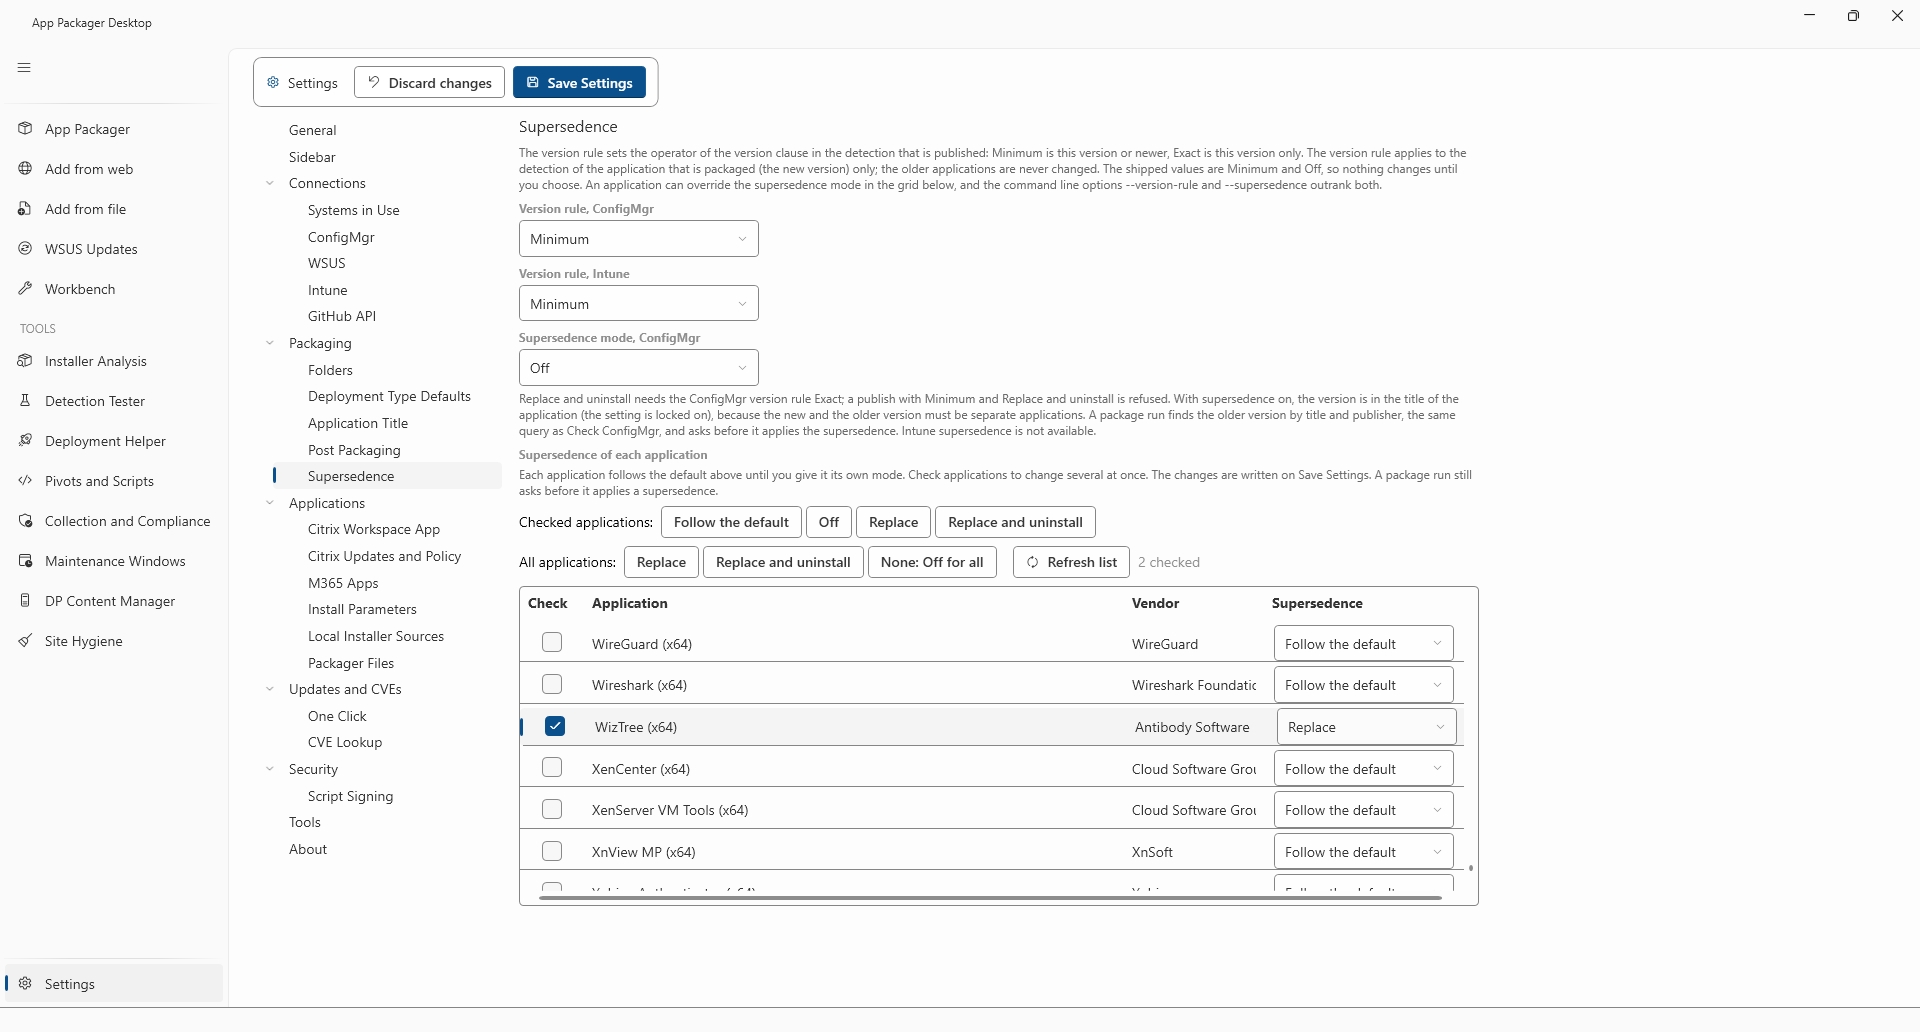 App Packager Desktop
Settings
Discard changes
Save Settings
App Packager
Add from web
Add from file
WSUS Updates
Workbench
TOOLS
Installer Analysis
Detection Tester
Deployment Helper
Pivots and Scripts
Collection and Compliance
Maintenance Windows
DP Content Manager
Site Hygiene
Settings
General
Sidebar
Connections
Systems in Use
ConfigMgr
WSUS
Intune
GitHub API
Packaging
Folders
Deployment Type Defaults
Application Title
Post Packaging
Supersedence
Applications
Citrix Workspace App
Citrix Updates and Policy
M365 Apps
Install Parameters
Local Installer Sources
Packager Files
Updates and CVEs
One Click
CVE Lookup
Security
Script Signing
Tools
About
Supersedence
The version rule sets the operator of the version clause in the detection that is published: Minimum is this version or newer, Exact is this version only. The version rule applies to the
detection of the application that is packaged (the new version) only; the older applications are never changed. The shipped values are Minimum and Off, so nothing changes until
you choose. An application can override the supersedence mode in the grid below, and the command line options --version-rule and --supersedence outrank both.
Version rule, ConfigMgr
Minimum
Version rule, Intune
Minimum
Supersedence mode, ConfigMgr
Off
Replace and uninstall needs the ConfigMgr version rule Exact; a publish with Minimum and Replace and uninstall is refused. With supersedence on, the version is in the title of the
application (the setting is locked on), because the new and the older version must be separate applications. A package run finds the older version by title and publisher, the same
query as Check ConfigMgr, and asks before it applies the supersedence. Intune supersedence is not available.
Supersedence of each application
Each application follows the default above until you give it its own mode. Check applications to change several at once. The changes are written on Save Settings. A package run still
asks before it applies a supersedence.
Checked applications: Follow the default Off Replace Replace and uninstall
All applications: Replace Replace and uninstall None: Off for all Refresh list 2 checked
Check Application Vendor Supersedence
WireGuard (x64) WireGuard Follow the default
Wireshark (x64) Wireshark Foundatic Follow the default
WizTree (x64) Antibody Software Replace
XenCenter (x64) Cloud Software Grou Follow the default
XenServer VM Tools (x64) Cloud Software Grou Follow the default
XnView MP (x64) XnSoft Follow the default